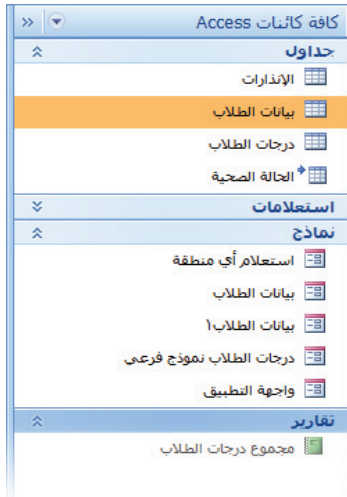 كافة كائنات Access
جداول
الإنذارات
بيانات الطلاب
درجات الطلاب
الحالة الصحية
استعلامات
نماذج
استعلام أي منطقة
بيانات الطلاب
بيانات الطلاب١
درجات الطلاب نموذج فرعي
واجهة التطبيق
تقارير
مجموع درجات الطلاب